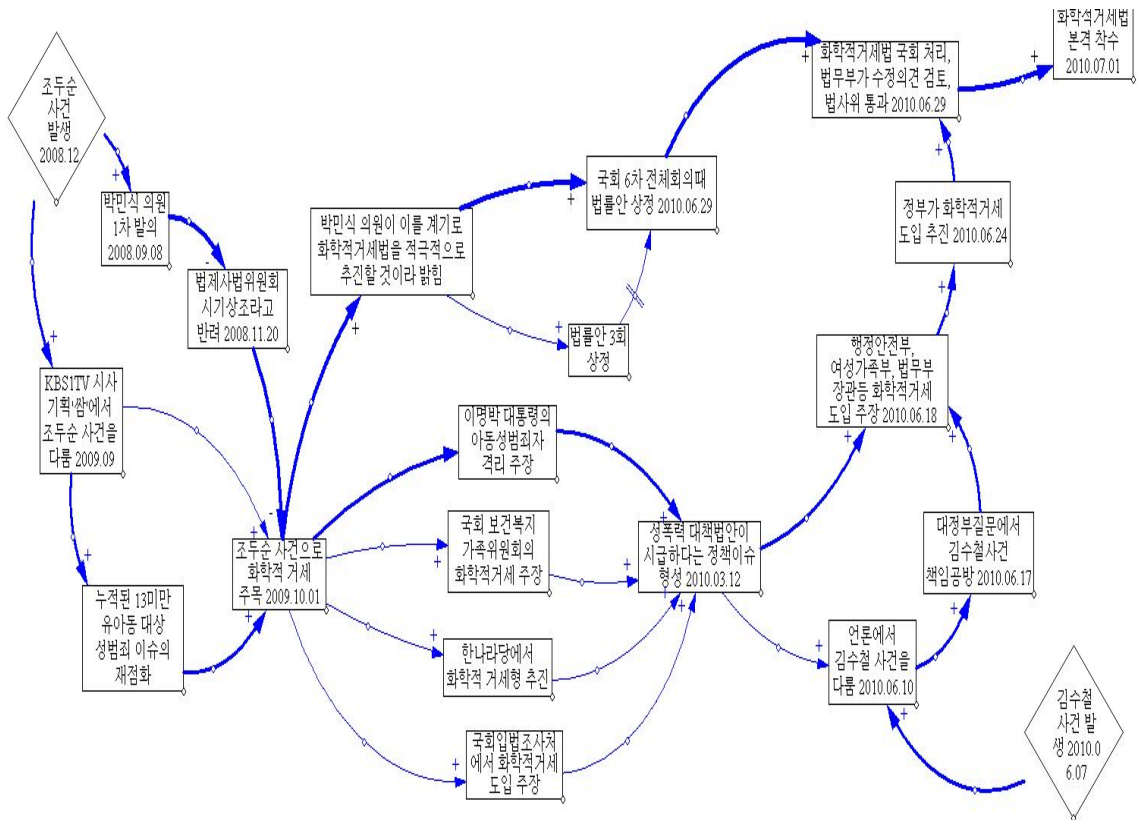 조두순
사건
발생
2008.12
박민식 의원
1차 발의
2008.09.08
법제사법위원회
시기상조라고
반려 2008.11.20
KBS1TV 시사
기획'쌈'에서
조두순 사건을
다룸 2009.09
누적된 13미만
유아동 대상
성범죄 이슈의
재점화
조두순 사건으로
화학적 거세
주목 2009.10.01
박민식 의원이 이를 계기로
화학적거세법을 적극적으로
추진할 것이라 밝힘
법률안 3회
상정
국회 6차 전체회의때
법률안 상정 2010.06.29
이명박 대통령의
아동성범죄자
격리 주장
국회 보건복지
가족위원회의
화학적거세 주장
한나라당에서
화학적 거세형 추진
국회입법조사처
에서 화학적거세
도입 주장
성폭력 대책법안이
시급하다는 정책이슈
형성 2010.03.12
언론에서
김수철 사건을
다룸 2010.06.10
김수철
사건 발
생 2010.0
6.07
대정부질문에서
김수철사건
책임공방 2010.06.17
행정안전부,
여성가족부, 법무부
장관등 화학적거세
도입 주장 2010.06.18
정부가 화학적거세
도입 추진 2010.06.24
화학적거세법 국회 처리,
법무부가 수정의견 검토,
법사위 통과 2010.06.29
화학적거세법
본격 착수
2010.07.01